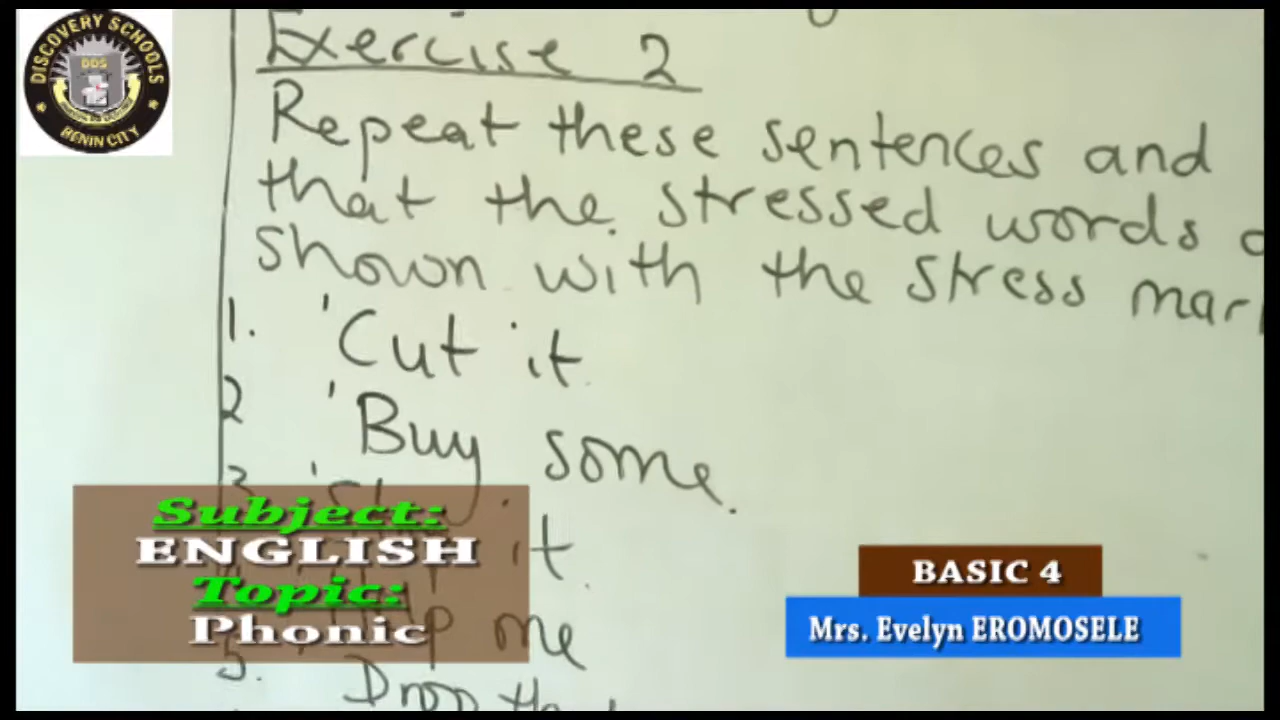 DISCOVERY SCHOOLS
DDS
BENIN CITY
Exercise 2
Repeat these sentences and
that the stressed words
shown with the stress
1. 'Cut it.
2 'Buy some.
3 it.
me
5. Drop
Subject:
ENGLISH
Topic:
Phonic
BASIC 4
Mrs. Evelyn EROMOSELE